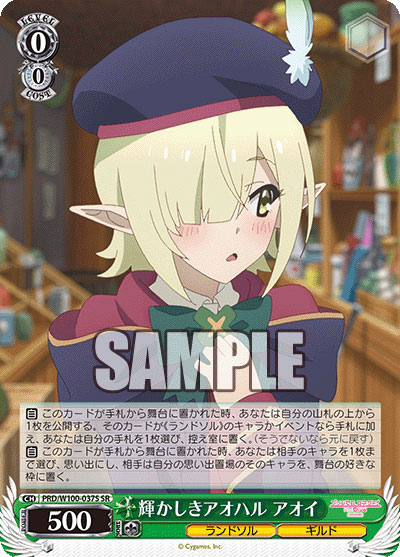 LEVEL
0
0
COST
SAMPLE
自 このカードが手札から舞台に置かれた時、あなたは自分の山札の上から
1枚を公開する。そのカードが《ランドソル》のキャラかイベントなら手札に加
え、あなたは自分の手札を1枚選び、控え室に置く。(そうでないなら元に戻す)
自 このカードが手札から舞台に置かれた時、あなたは相手のキャラを1枚
まで選び、思い出にし、相手は自分の思い出置場のそのキャラを、舞台の好き
な枠に置く。
CH PRD/W100-037S SR
POWER
500
輝かしきアオハル アオイ
ランドソル
ギルド
© Cygames, Inc.